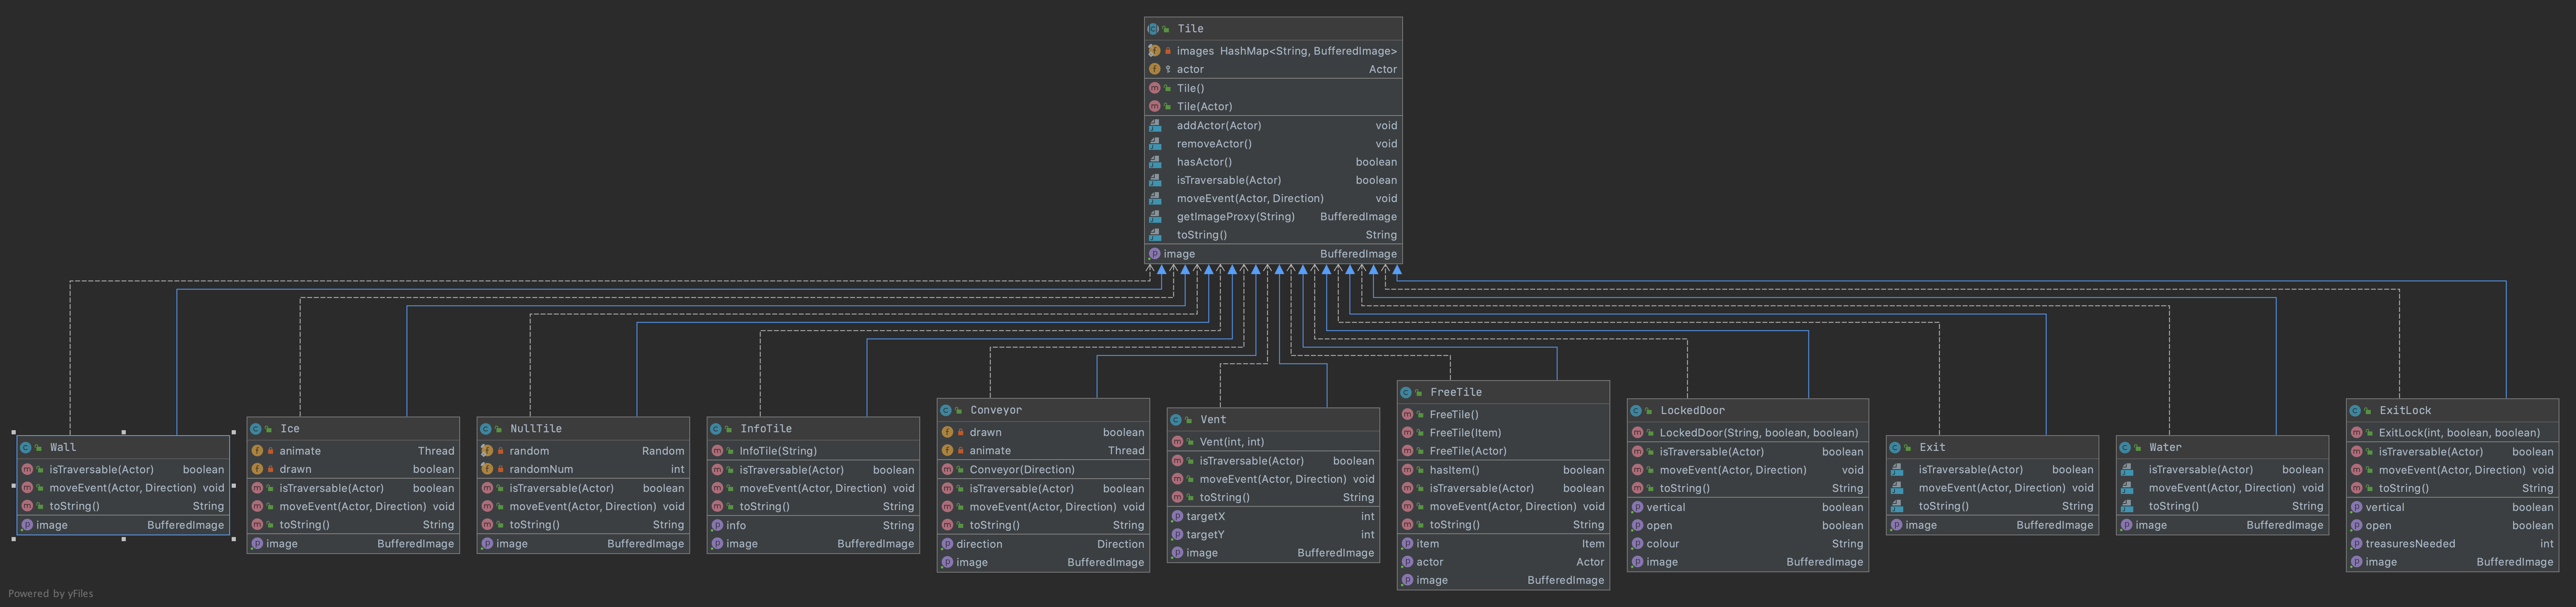 Tile
images HashMap<String, BufferedImage>
actor Actor
Tile()
Tile(Actor)
addActor(Actor) void
removeActor() void
hasActor() boolean
isTraversable(Actor) boolean
moveEvent(Actor, Direction) void
getImageProxy(String) BufferedImage
toString() String
image BufferedImage
Wall
isTraversable(Actor) boolean
moveEvent(Actor, Direction) void
toString() String
image BufferedImage
Ice
animate Thread
drawn boolean
isTraversable(Actor) boolean
moveEvent(Actor, Direction) void
toString() String
image BufferedImage
NullTile
random Random
randomNum int
isTraversable(Actor) boolean
moveEvent(Actor, Direction) void
toString() String
image BufferedImage
InfoTile
InfoTile(String)
isTraversable(Actor) boolean
moveEvent(Actor, Direction) void
toString() String
info String
image BufferedImage
Conveyor
drawn boolean
animate Thread
Conveyor(Direction)
isTraversable(Actor) boolean
moveEvent(Actor, Direction) void
toString() String
direction Direction
image BufferedImage
Vent
Vent(int, int)
isTraversable(Actor) boolean
moveEvent(Actor, Direction) void
toString() String
targetX int
targetY int
image BufferedImage
FreeTile
FreeTile()
FreeTile(Item)
FreeTile(Actor)
hasItem() boolean
isTraversable(Actor) boolean
moveEvent(Actor, Direction) void
toString() String
item Item
actor Actor
image BufferedImage
LockedDoor
LockedDoor(String, boolean, boolean)
isTraversable(Actor) boolean
moveEvent(Actor, Direction) void
toString() String
vertical boolean
open boolean
colour String
image BufferedImage
Exit
isTraversable(Actor) boolean
moveEvent(Actor, Direction) void
toString() String
image BufferedImage
Water
isTraversable(Actor) boolean
moveEvent(Actor, Direction) void
toString() String
image BufferedImage
ExitLock
ExitLock(int, boolean, boolean)
isTraversable(Actor) boolean
moveEvent(Actor, Direction) void
toString() String
vertical boolean
open boolean
treasuresNeeded int
image BufferedImage
Powered by yFiles